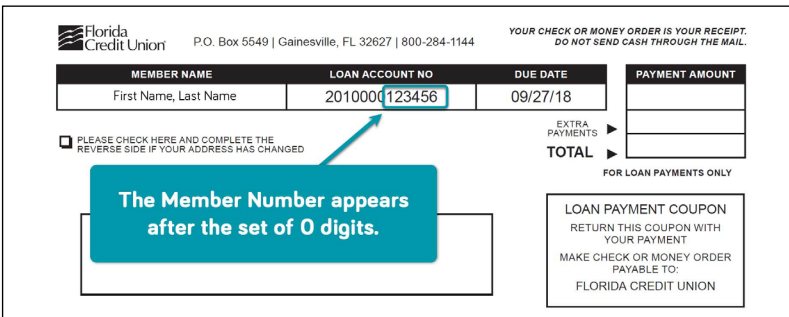 Florida
Credit Union
P.O. Box 5549 | Gainesville, FL 32627 | 800-284-1144
YOUR CHECK OR MONEY ORDER IS YOUR RECEIPT.
DO NOT SEND CASH THROUGH THE MAIL.
MEMBER NAME
LOAN ACCOUNT NO
DUE DATE
PAYMENT AMOUNT
First Name, Last Name
2010000123456
09/27/18
PLEASE CHECK HERE AND COMPLETE THE
REVERSE SIDE IF YOUR ADDRESS HAS CHANGED
EXTRA
PAYMENTS
TOTAL
FOR LOAN PAYMENTS ONLY
The Member Number appears
after the set of 0 digits.
LOAN PAYMENT COUPON
RETURN THIS COUPON WITH
YOUR PAYMENT
MAKE CHECK OR MONEY ORDER
PAYABLE TO:
FLORIDA CREDIT UNION